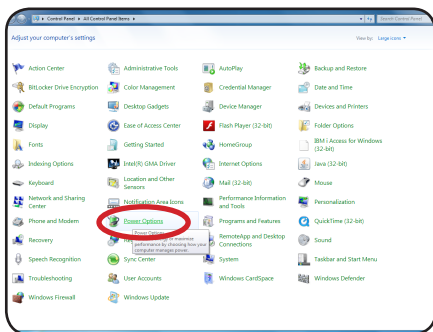 Control Panel ▸ All Control Panel Items ▸
Search Control Panel
Adjust your computer's settings
View by: Large icons
Action Center
Administrative Tools
AutoPlay
Backup and Restore
BitLocker Drive Encryption
Color Management
Credential Manager
Date and Time
Default Programs
Desktop Gadgets
Device Manager
Devices and Printers
Display
Ease of Access Center
Flash Player (32-bit)
Folder Options
Fonts
Getting Started
HomeGroup
IBM i Access for Windows
(32-bit)
Indexing Options
Intel(R) GMA Driver
Internet Options
Java (32-bit)
Keyboard
Location and Other
Sensors
Mail (32-bit)
Mouse
Network and Sharing
Center
Notification Area Icons
Performance Information
and Tools
Personalization
Phone and Modem
Power Options
Programs and Features
QuickTime (32-bit)
Recovery
Power Options
or maximize
performance by choosing how your
computer manages power.
RemoteApp and Desktop
Connections
Sound
Speech Recognition
Sync Center
System
Taskbar and Start Menu
Troubleshooting
User Accounts
Windows CardSpace
Windows Defender
Windows Firewall
Windows Update